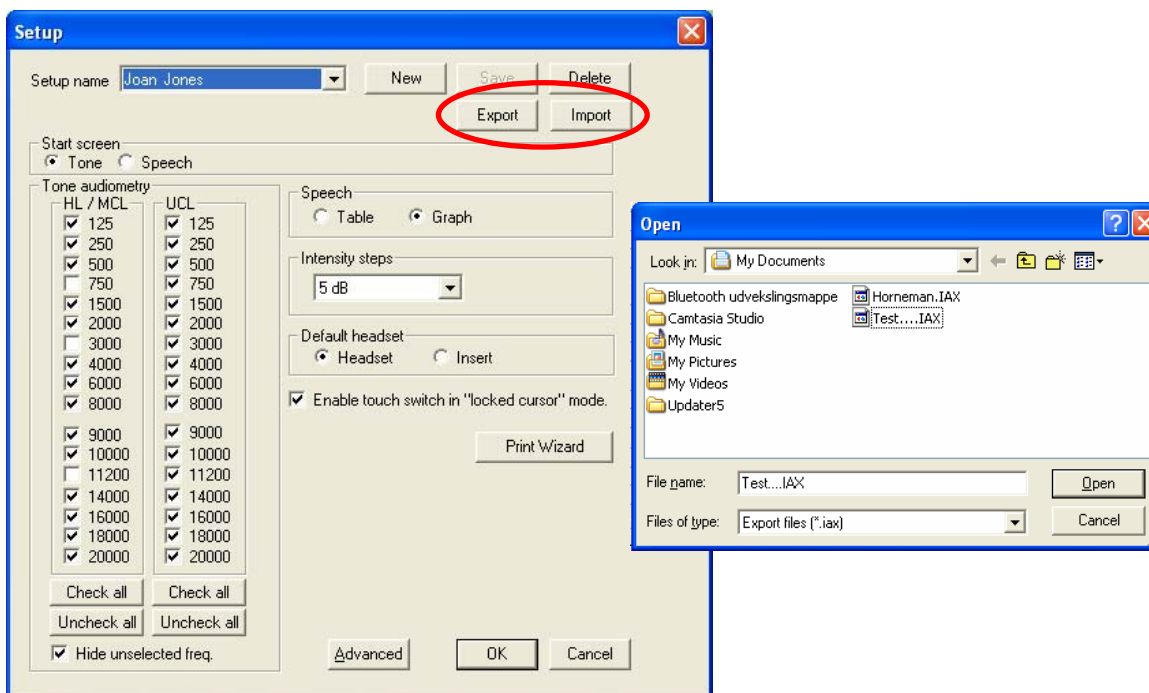 Setup
Setup name Joan Jones New Save Delete
Export Import
Start screen
Tone Speech
Tone audiometry
HL / MCL UCL
125 125
250 250
500 500
750 750
1500 1500
2000 2000
3000 3000
4000 4000
6000 6000
8000 8000
9000 9000
10000 10000
11200 11200
14000 14000
16000 16000
18000 18000
20000 20000
Check all Check all
Uncheck all Uncheck all
Hide unselected freq.
Speech
Table Graph
Intensity steps
5 dB
Default headset
Headset Insert
Enable touch switch in "locked cursor" mode.
Print Wizard
Advanced OK Cancel
Open
Look in: My Documents
Bluetooth udvekslingsmappe Horneman.IAX
Camtasia Studio Test....IAX
My Music
My Pictures
My Videos
Updater5
File name: Test....IAX Open
Files of type: Export files (*.iax) Cancel